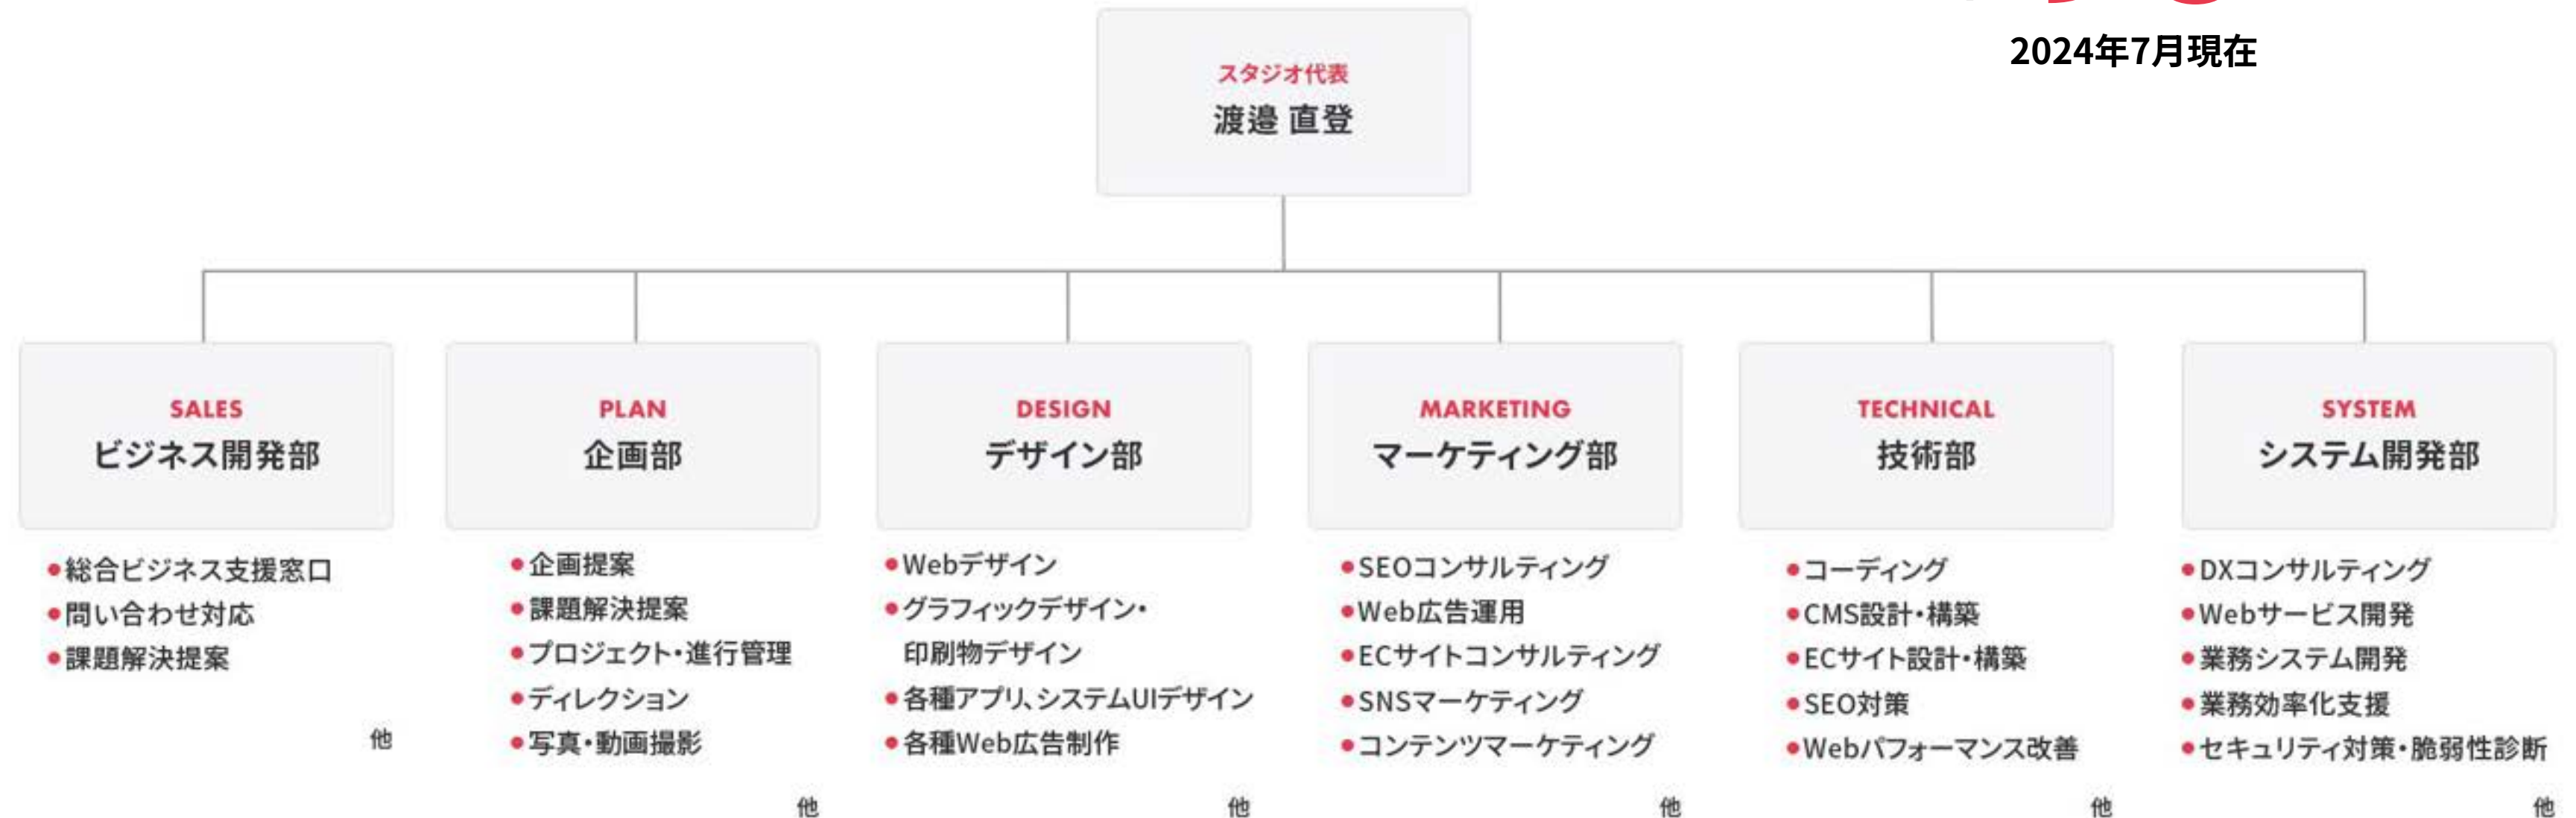 2024年7月現在
スタジオ代表
渡邉 直登
SALES
ビジネス開発部
●総合ビジネス支援窓口
●問い合わせ対応
●課題解決提案
他
PLAN
企画部
●企画提案
●課題解決提案
●プロジェクト・進行管理
●ディレクション
●写真・動画撮影
他
DESIGN
デザイン部
●Webデザイン
●グラフィックデザイン・
印刷物デザイン
●各種アプリ、システムUIデザイン
●各種Web広告制作
他
MARKETING
マーケティング部
●SEOコンサルティング
●Web広告運用
●ECサイトコンサルティング
●SNSマーケティング
●コンテンツマーケティング
他
TECHNICAL
技術部
●コーディング
●CMS設計・構築
●ECサイト設計・構築
●SEO対策
●Webパフォーマンス改善
他
SYSTEM
システム開発部
●DXコンサルティング
●Webサービス開発
●業務システム開発
●業務効率化支援
●セキュリティ対策・脆弱性診断
他